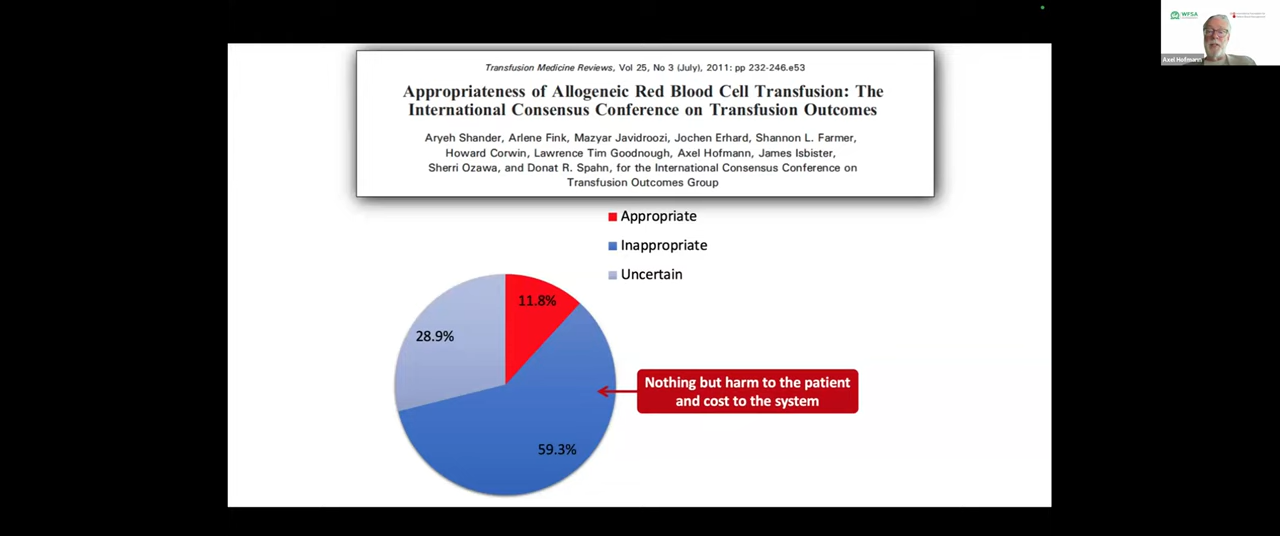 WFSA
Axel Hofmann
Transfusion Medicine Reviews, Vol 25, No 3 (July), 2011: pp 232-246.e53
Appropriateness of Allogeneic Red Blood Cell Transfusion: The
International Consensus Conference on Transfusion Outcomes
Aryeh Shander, Arlene Fink, Mazyar Javidroozi, Jochen Erhard, Shannon L. Farmer,
Howard Corwin, Lawrence Tim Goodnough, Axel Hofmann, James Isbister,
Sherri Ozawa, and Donat R. Spahn, for the International Consensus Conference on
Transfusion Outcomes Group
Appropriate
Inappropriate
Uncertain
11.8%
28.9%
Nothing but harm to the patient
and cost to the system
59.3%